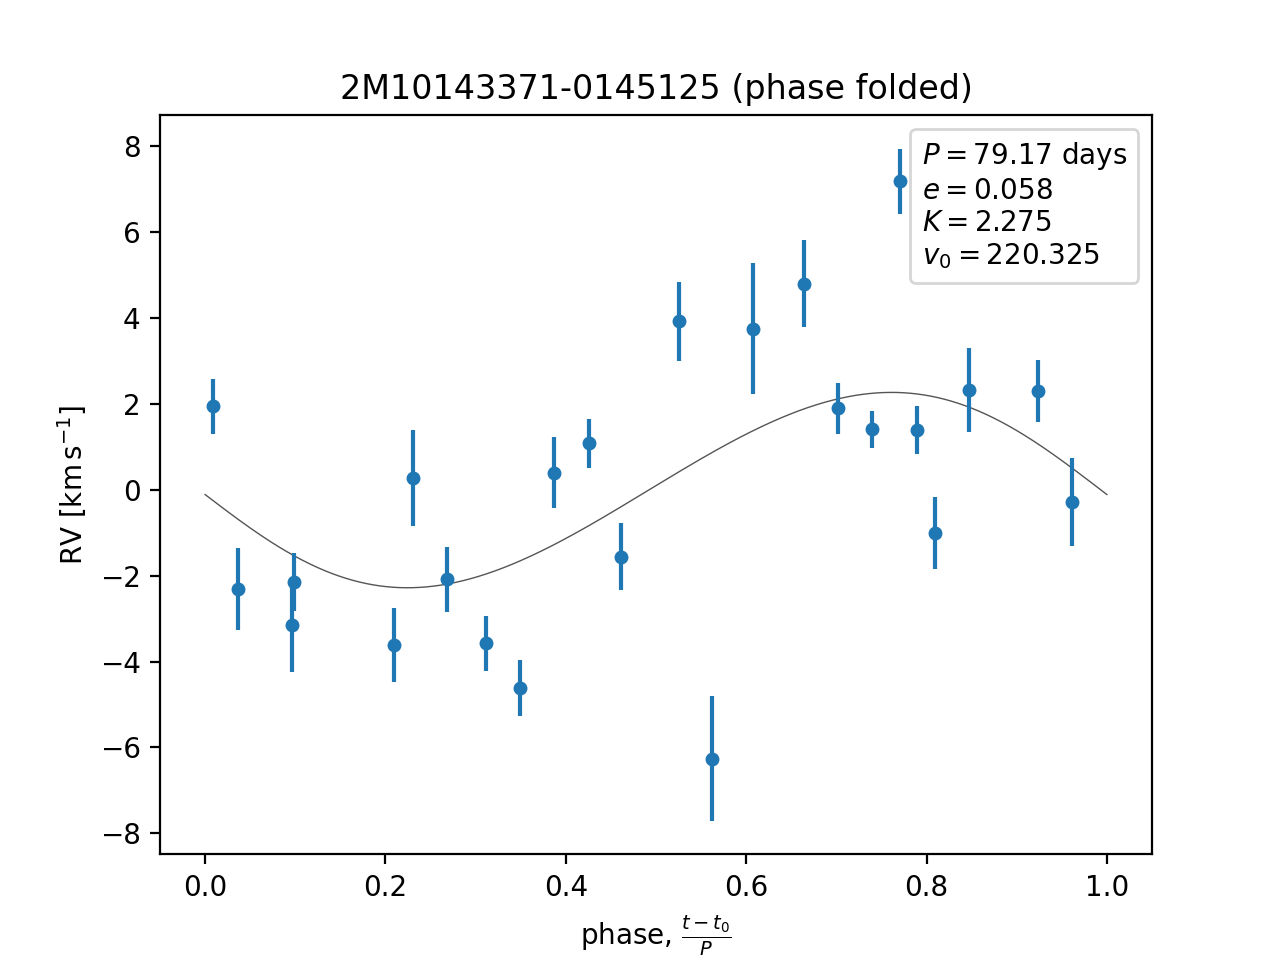 2M10143371-0145125 (phase folded)
P = 79.17 days
e = 0.058
K = 2.275
v₀ = 220.325
RV [km s⁻¹]
8
6
4
2
0
−2
−4
−6
−8
0.0 0.2 0.4 0.6 0.8 1.0
phase, (t − t₀)/P